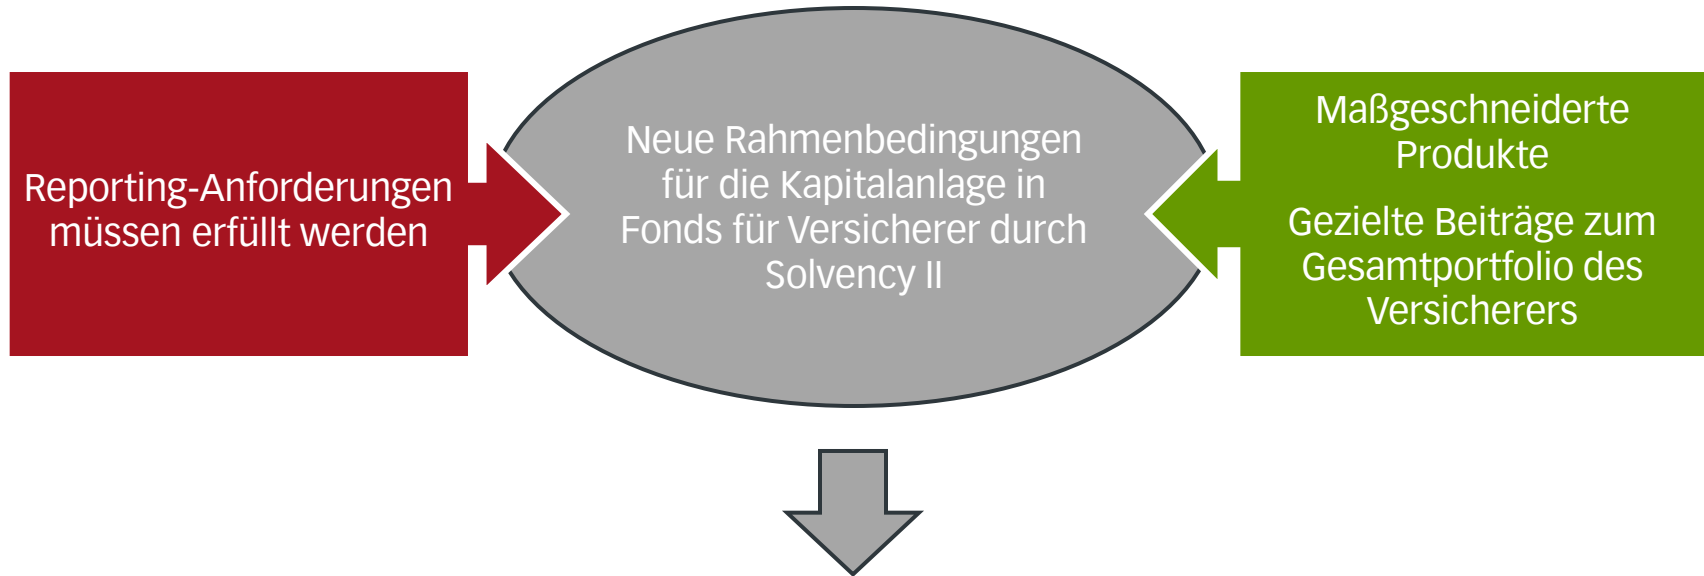 Reporting-Anforderungen
müssen erfüllt werden
Neue Rahmenbedingungen
für die Kapitalanlage in
Fonds für Versicherer durch
Solvency II
Maßgeschneiderte
Produkte
Gezielte Beiträge zum
Gesamtportfolio des
Versicherers